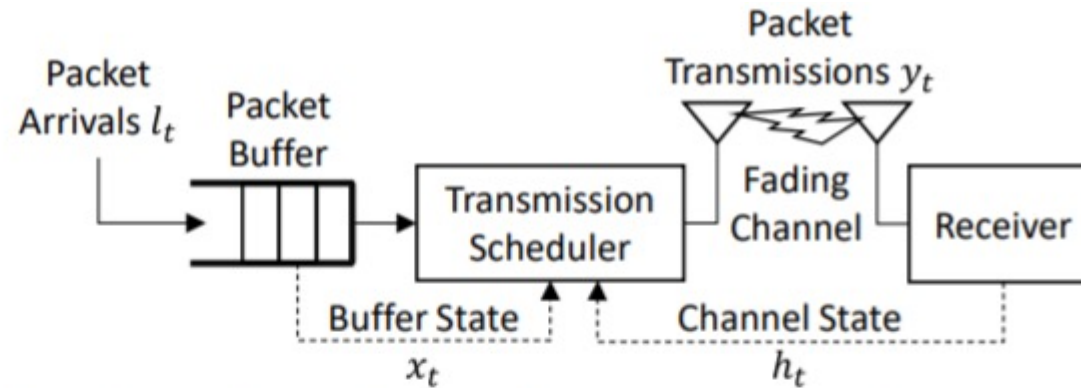 Packet
Arrivals l_t
Packet
Buffer
Transmission
Scheduler
Packet
Transmissions y_t
Fading
Channel
Receiver
Buffer State
x_t
Channel State
h_t